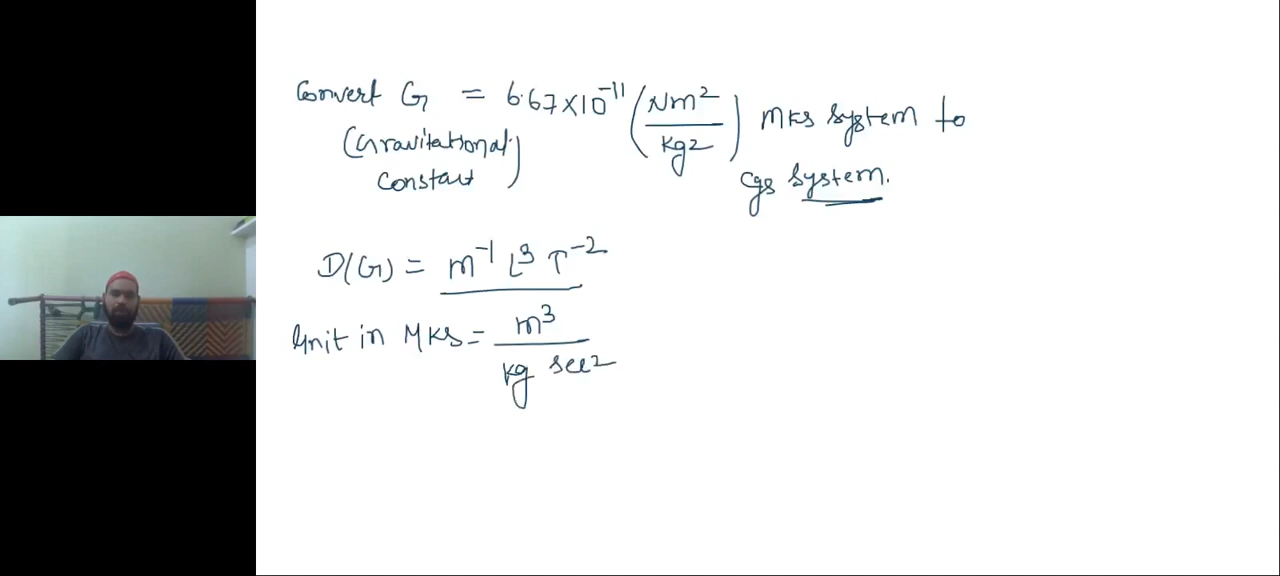 Convert G = 6.67×10⁻¹¹ (Nm²/kg²) MKS system to
(Gravitational constant)
cgs system.
D(G) = M⁻¹ L³ T⁻²
Unit in MKS = m³/kg sec²